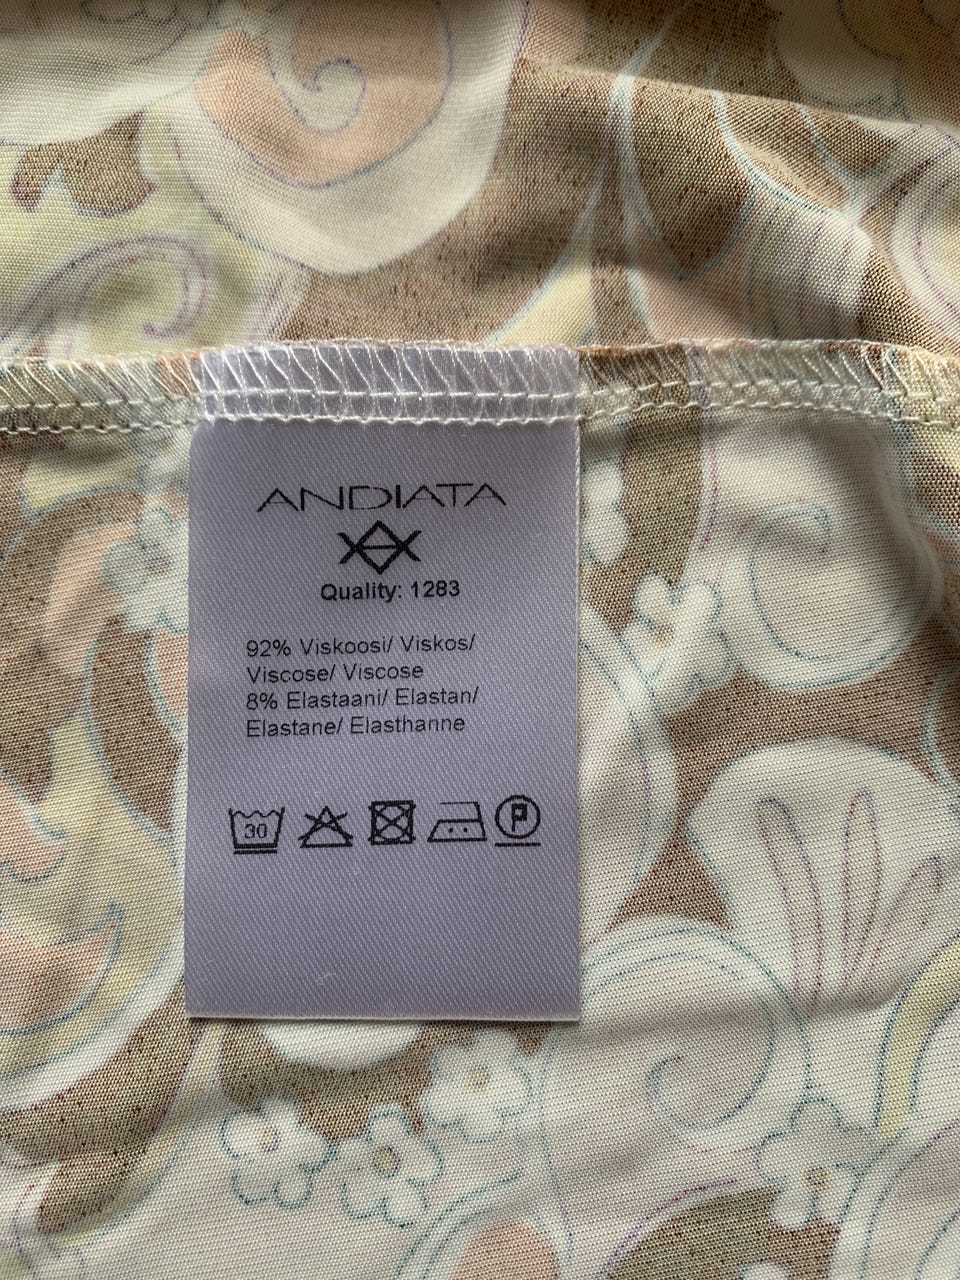 ANDIATA
Quality: 1283
92% Viskoosi/ Viskos/
Viscose/ Viscose
8% Elastaani/ Elastan/
Elastane/ Elasthanne
30
P